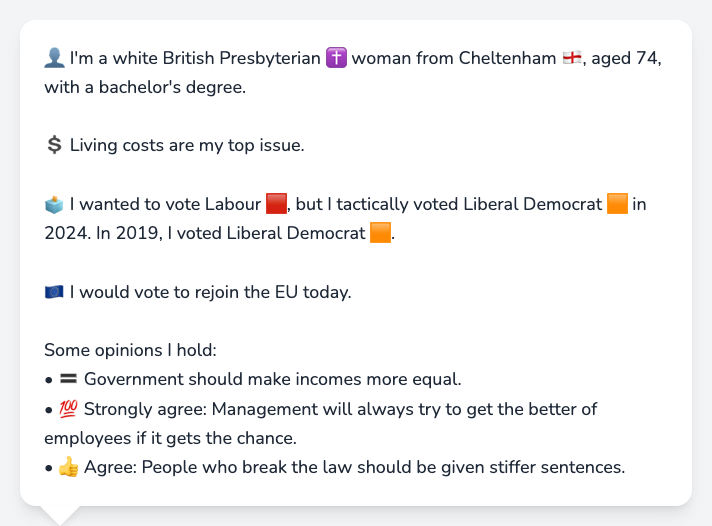 👤 I'm a white British Presbyterian ✝️ woman from Cheltenham 🏴󠁧󠁢󠁥󠁮󠁧󠁿, aged 74,
with a bachelor's degree.
💲 Living costs are my top issue.
🗳️ I wanted to vote Labour 🟥, but I tactically voted Liberal Democrat 🟧 in
2024. In 2019, I voted Liberal Democrat 🟧.
🇪🇺 I would vote to rejoin the EU today.
Some opinions I hold:
• 🟰 Government should make incomes more equal.
• 💯 Strongly agree: Management will always try to get the better of
employees if it gets the chance.
• 👍 Agree: People who break the law should be given stiffer sentences.